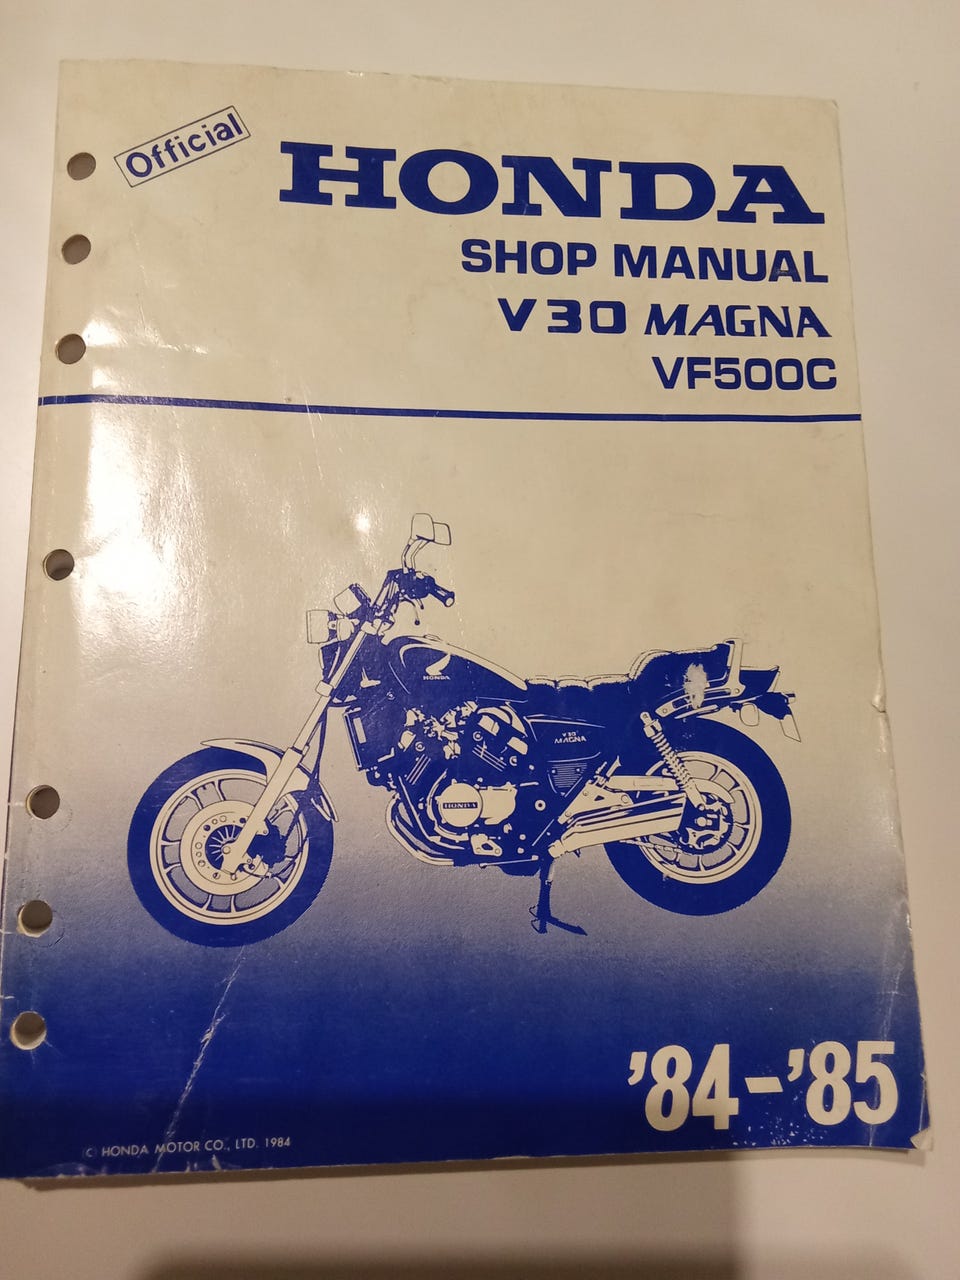 Official
HONDA
SHOP MANUAL
V30 MAGNA
VF500C
HONDA
V30
MAGNA
HONDA
'84-'85
(C) HONDA MOTOR CO., LTD. 1984